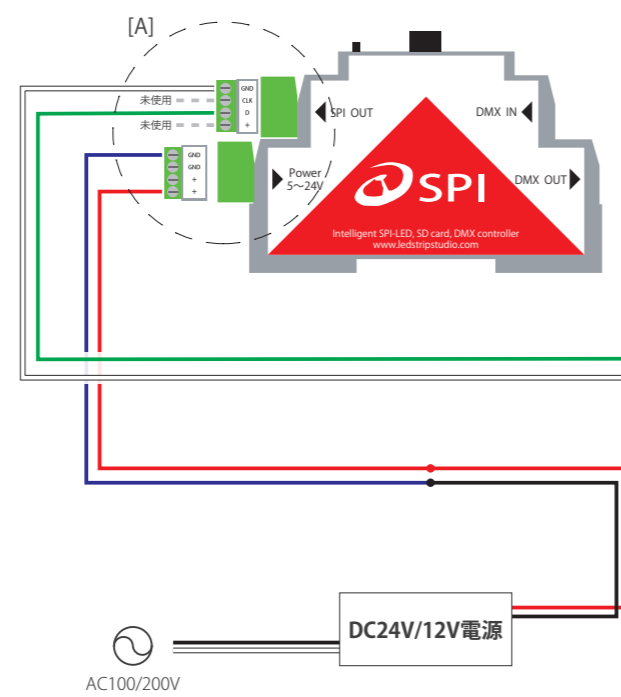 [A]
GND
CLK
D
+
未使用
未使用
SPI OUT
DMX IN
GND
GND
+
+
Power
5〜24V
DMX OUT
SPI
Intelligent SPI-LED, SD card, DMX controller
www.ledstripstudio.com
DC24V/12V電源
AC100/200V